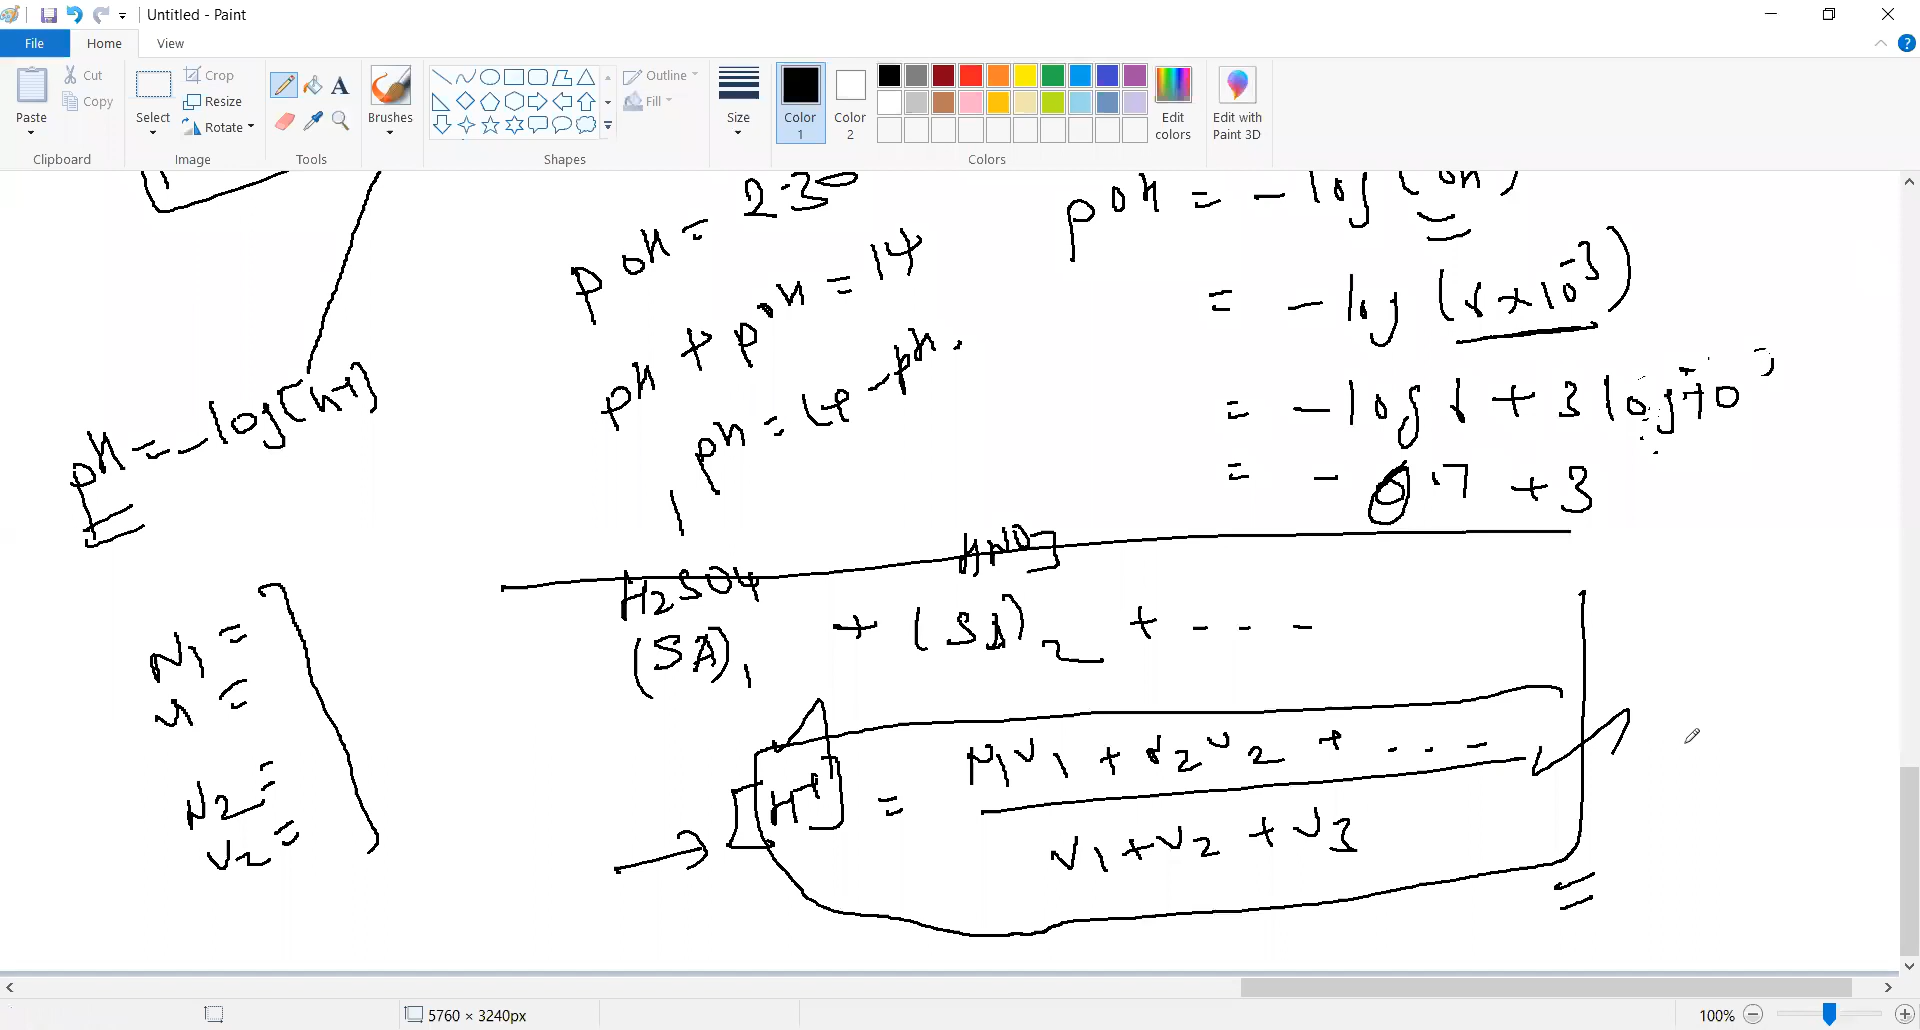 Untitled - Paint
File Home View
Paste
Cut
Copy
Clipboard
Select
Crop
Resize
Rotate
Image
Tools
Brushes
Shapes
Outline
Fill
Size
Color 1
Color 2
Colors
Edit colors
Edit with Paint 3D
pOH = 2.30
pH + pOH = 14
pH = 14 - pH.
pH = -log[H+]
pOH = - log (OH)
= - log ( × 10^-3)
= - log + 3 log 10
= - 0.7 + 3
H2SO4 HNO3
(SA)1 + (SA)2 + - - -
N1 =
V1 =
N2 =
V2 =
[H+] = N1V1 + N2V2 + - - -
V1 + V2 + V3
5760 × 3240px
100%